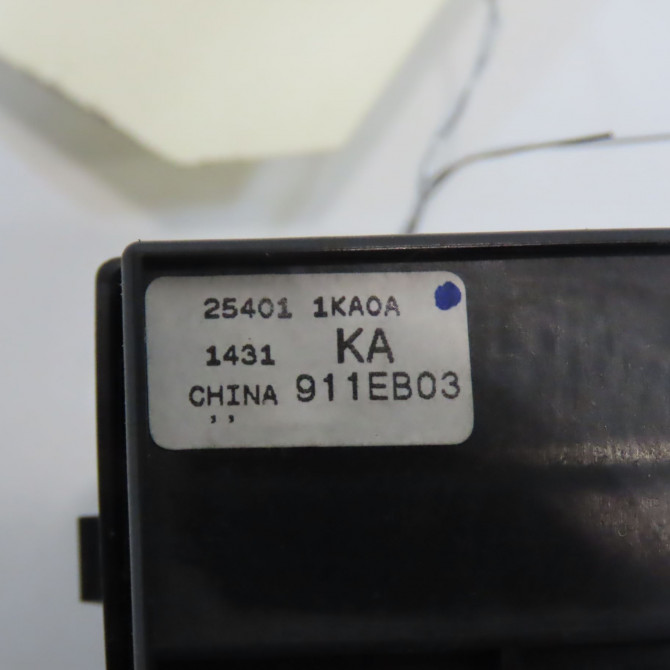 25401 1KA0A
1431 KA
CHINA 911EB03
,,